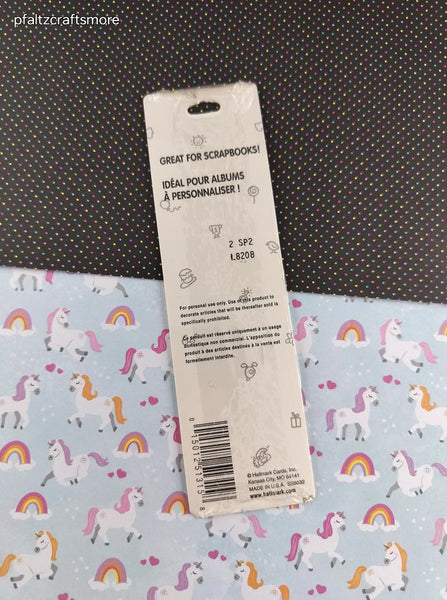 pfaltzcraftsmore
GREAT FOR SCRAPBOOKS!
IDÉAL POUR ALBUMS
À PERSONNALISER !
2 SP2
1.8208
For personal use only. Use of this product to
decorate articles that will be thereafter sold is
specifically prohibited.
Ce produit est réservé uniquement à un usage
domestique non commercial. L'apposition du
produit à des articles destinés à la vente est
formellement interdite.
© Hallmark Cards, Inc.
Kansas City, MO 64141
MADE IN U.S.A.
www.hallmark.com